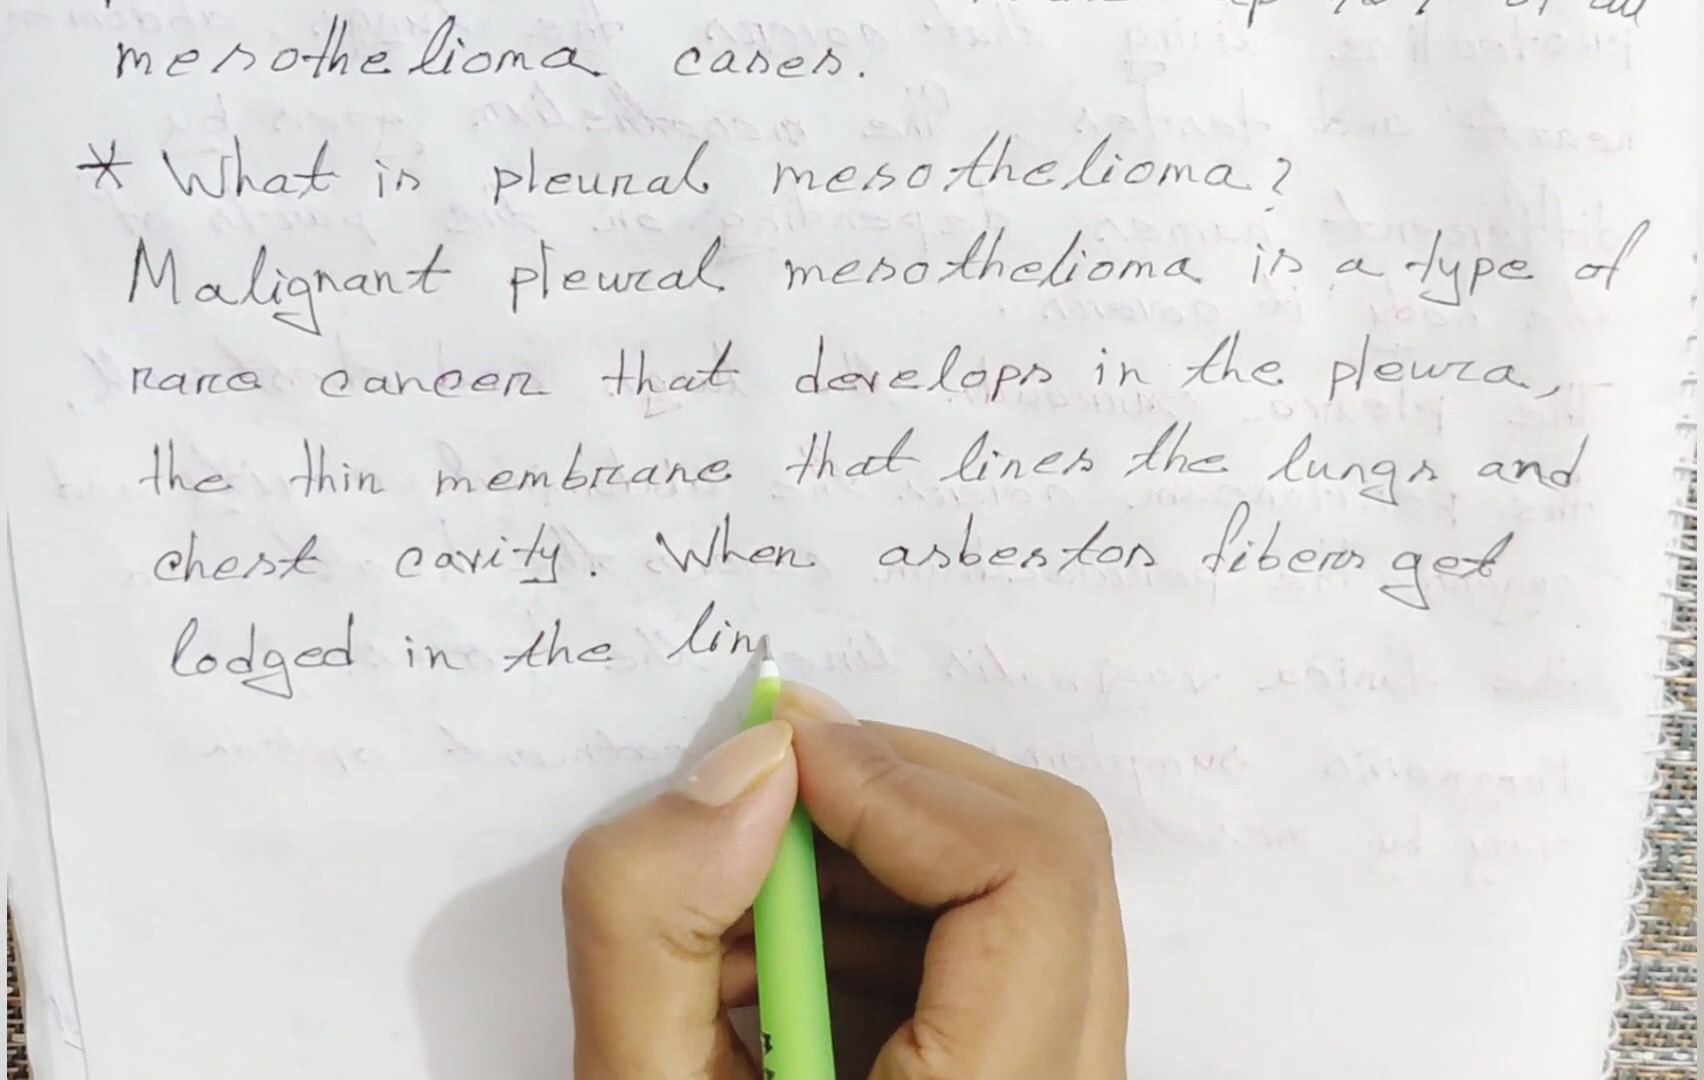 mesothelioma cases.
* What is pleural mesothelioma?
Malignant pleural mesothelioma is a type of
rare cancer that develops in the pleura,
the thin membrane that lines the lungs and
chest cavity. When asbestos fibers get
lodged in the lin